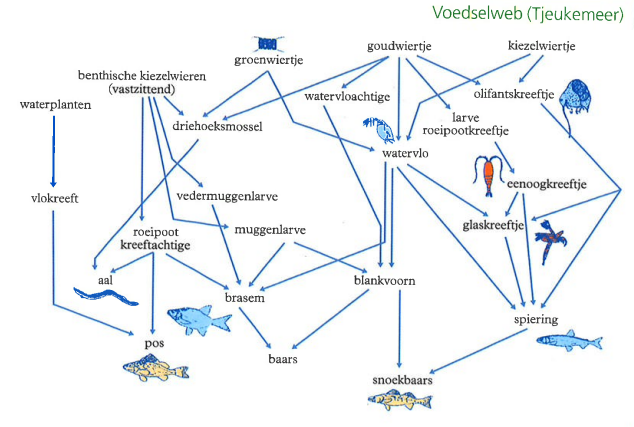 Voedselweb (Tjeukemeer)
goudwiertje
kiezelwiertje
groenwiertje
benthische kiezelwieren
(vastzittend)
waterplanten
watervloachtige
olifantskreeftje
larve
roeipootkreeftje
driehoeksmossel
watervlo
eenoogkreeftje
vlokreeft
vedermuggenlarve
glaskreeftje
muggenlarve
roeipoot
kreeftachtige
aal
brasem
blankvoorn
spiering
pos
baars
snoekbaars